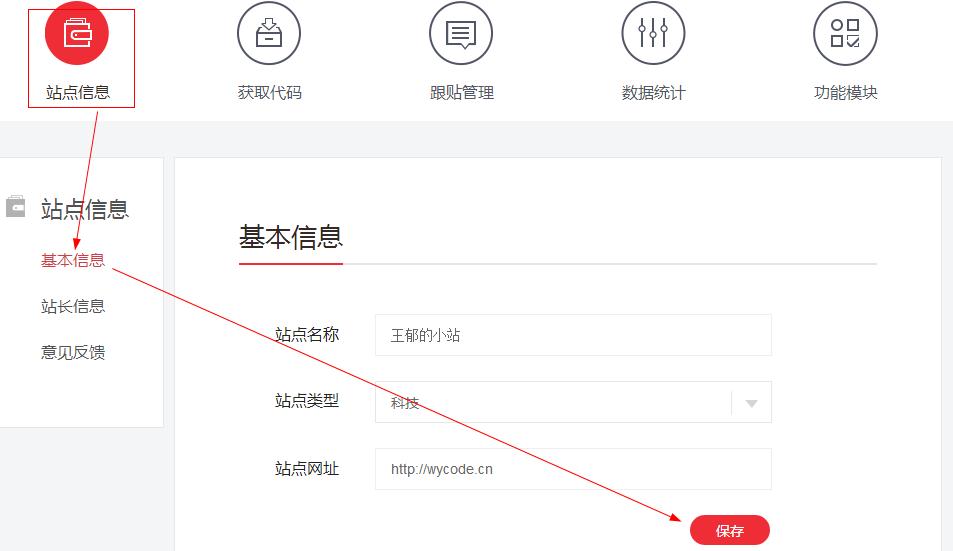 站点信息
获取代码
跟贴管理
数据统计
功能模块
站点信息
基本信息
站长信息
意见反馈
基本信息
站点名称
王郁的小站
站点类型
科技
站点网址
http://wycode.cn
保存